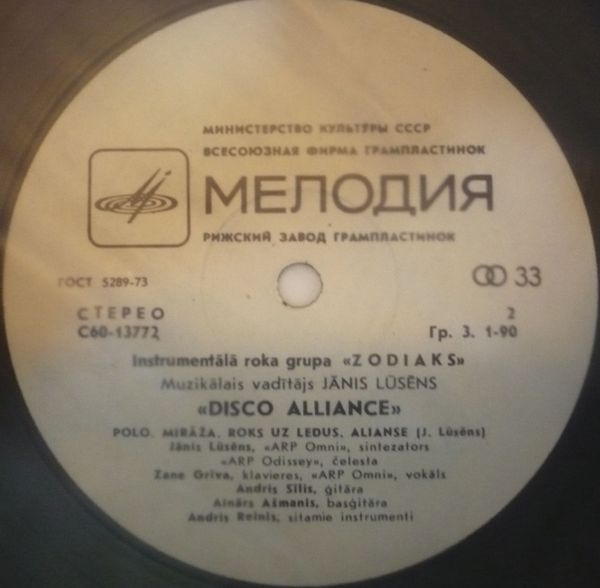 МИНИСТЕРСТВО КУЛЬТУРЫ СССР
ВСЕСОЮЗНАЯ ФИРМА ГРАМПЛАСТИНОК
МЕЛОДИЯ
РИЖСКИЙ ЗАВОД ГРАМПЛАСТИНОК
ГОСТ 5289-73
33
СТЕРЕО
2
С60-13772
Гр. 3. 1-90
Instrumentālā roka grupa «ZODIAKS»
Muzikālais vadītājs JĀNIS LŪSĒNS
«DISCO ALLIANCE»
POLO, MIRĀŽA, ROKS UZ LEDUS, ALIANSE (J. Lūsēns)
Jānis Lūsēns, «ARP Omni», sintezators
«ARP Odissey», čelesta
Zane Grīva, klavieres, «ARP Omni», vokāls
Andris Sīlis, ģitāra
Ainārs Ašmanis, basģitāra
Andris Reinis, sitamie instrumenti